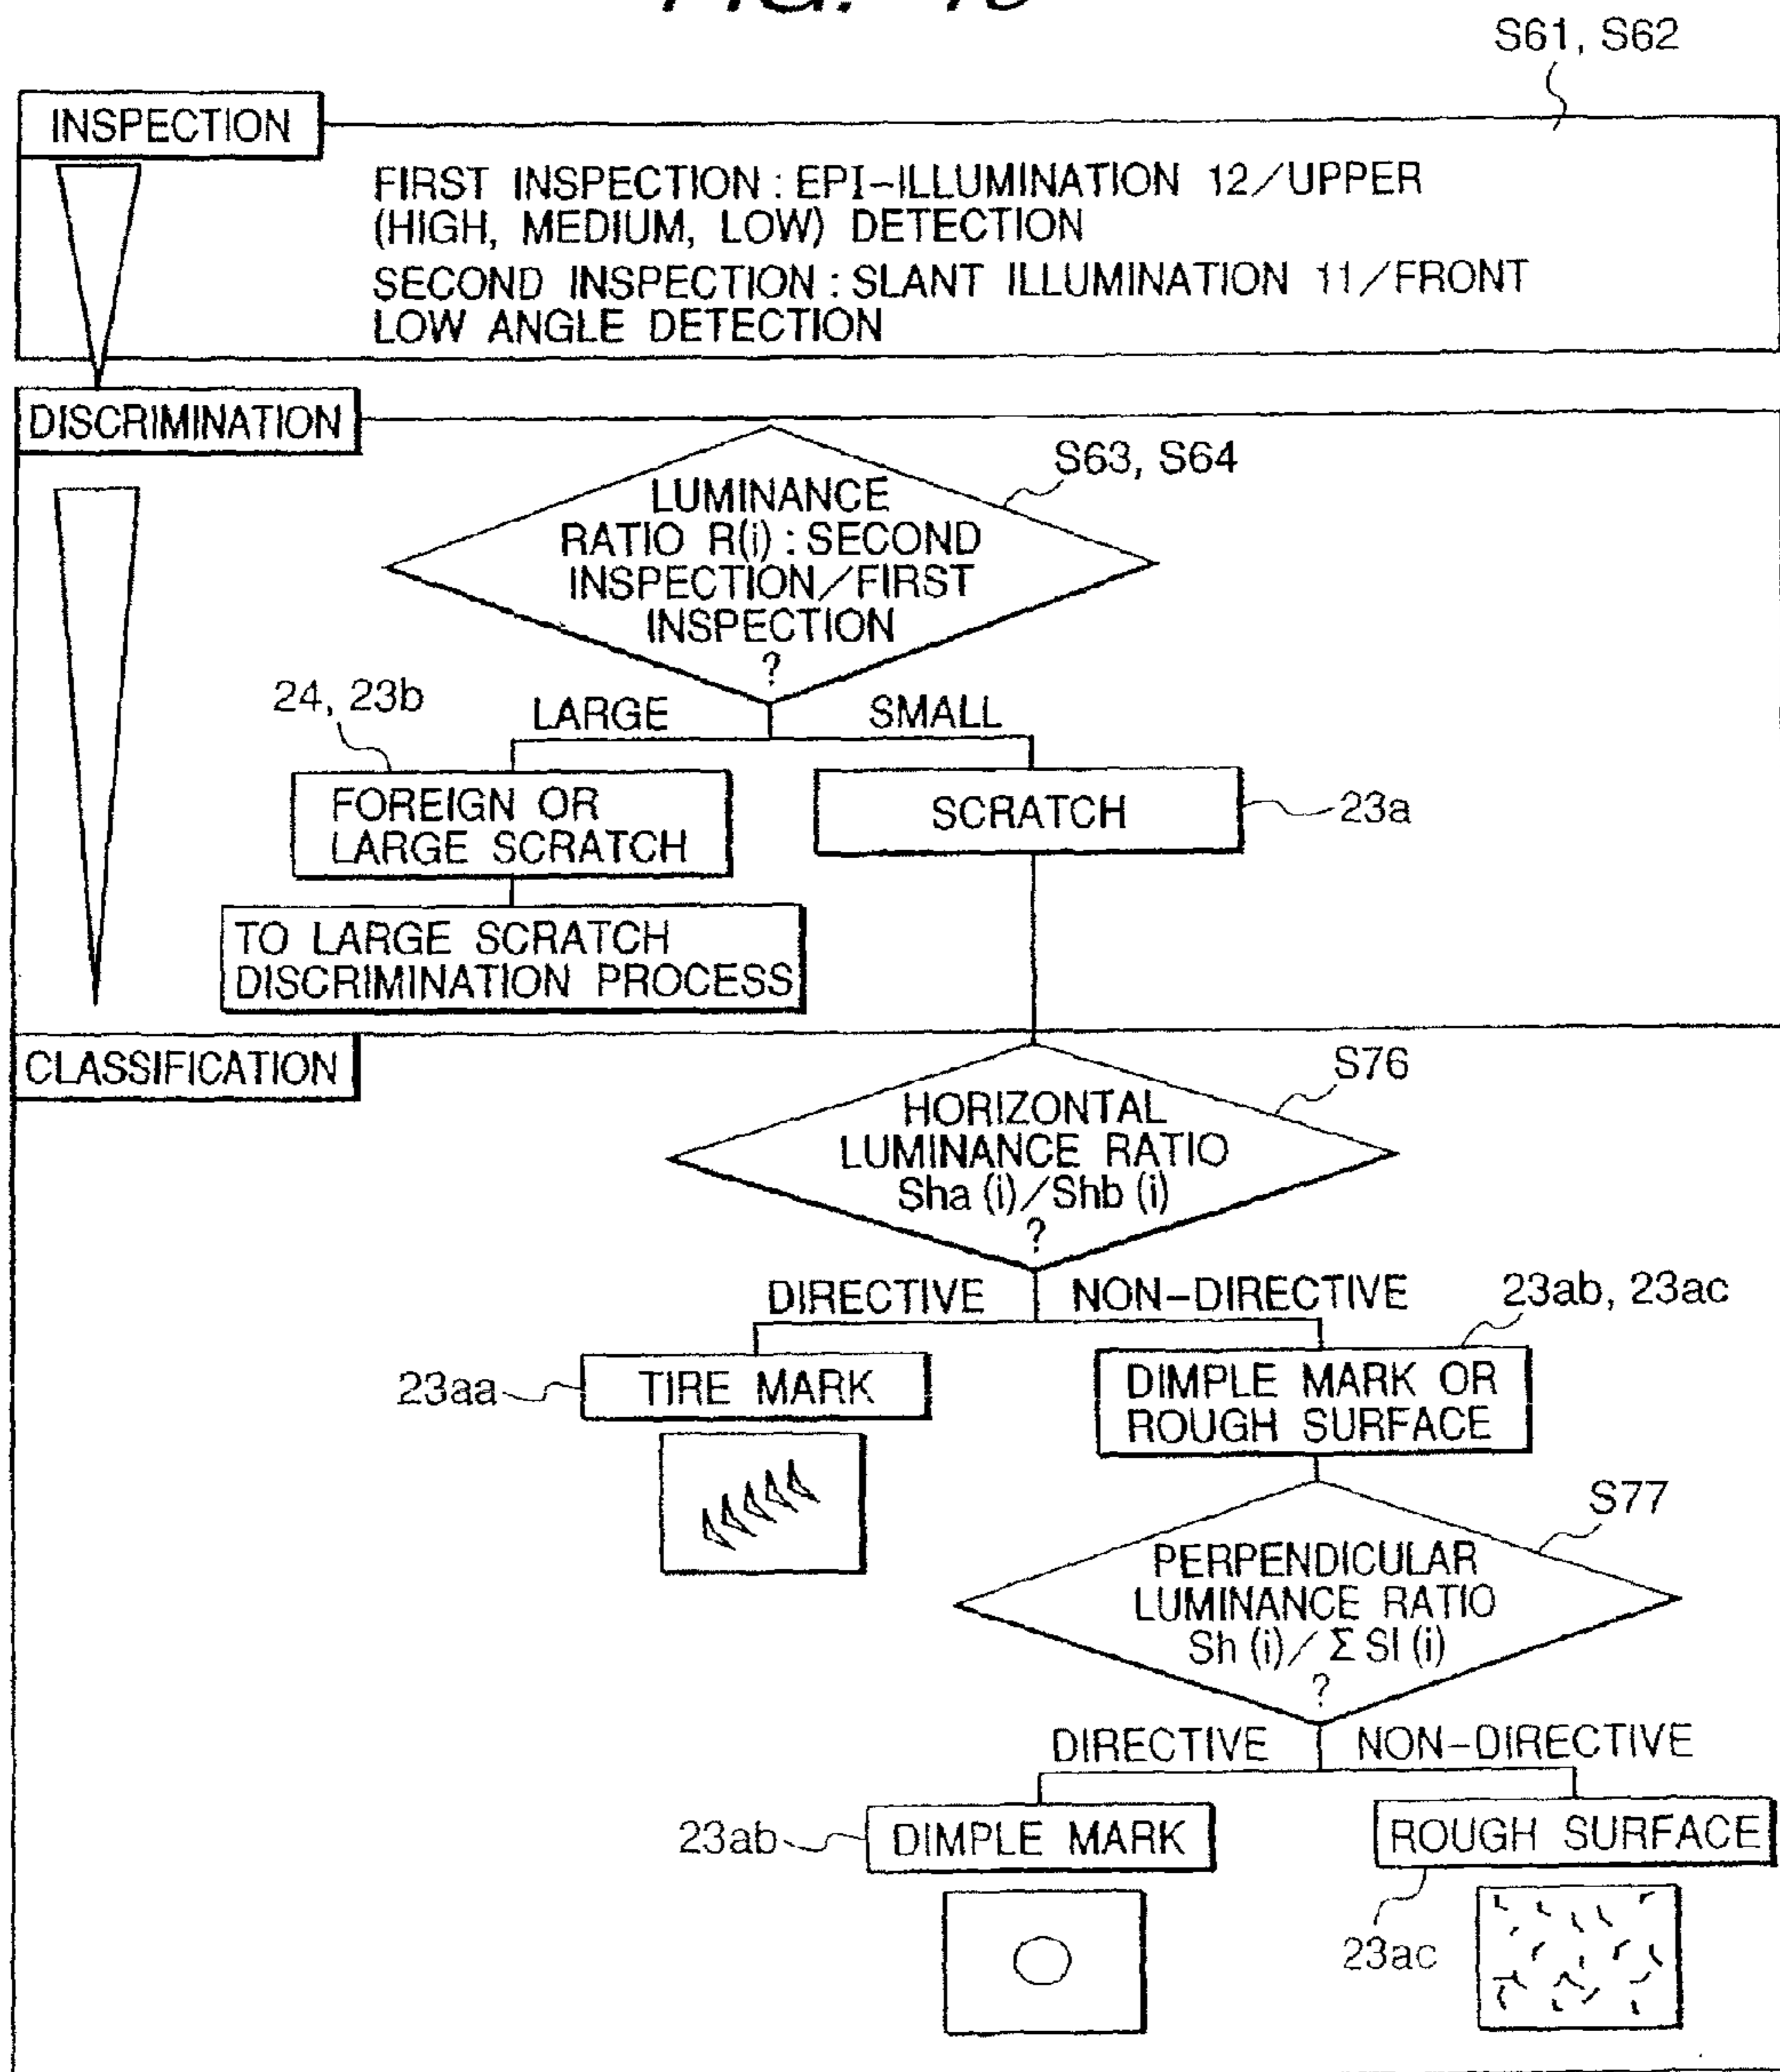 S61, S62
INSPECTION
FIRST INSPECTION : EPI-ILLUMINATION 12/UPPER
(HIGH, MEDIUM, LOW) DETECTION
SECOND INSPECTION : SLANT ILLUMINATION 11/FRONT
LOW ANGLE DETECTION
DISCRIMINATION
S63, S64
LUMINANCE
RATIO R(i) : SECOND
INSPECTION/FIRST
INSPECTION
?
24, 23b
LARGE
SMALL
FOREIGN OR
LARGE SCRATCH
SCRATCH
23a
TO LARGE SCRATCH
DISCRIMINATION PROCESS
CLASSIFICATION
S76
HORIZONTAL
LUMINANCE RATIO
Sha (i)/Shb (i)
?
DIRECTIVE
NON-DIRECTIVE
23ab, 23ac
23aa
TIRE MARK
DIMPLE MARK OR
ROUGH SURFACE
S77
PERPENDICULAR
LUMINANCE RATIO
Sh (i)/ Σ Sl (i)
?
DIRECTIVE
NON-DIRECTIVE
23ab
DIMPLE MARK
ROUGH SURFACE
23ac